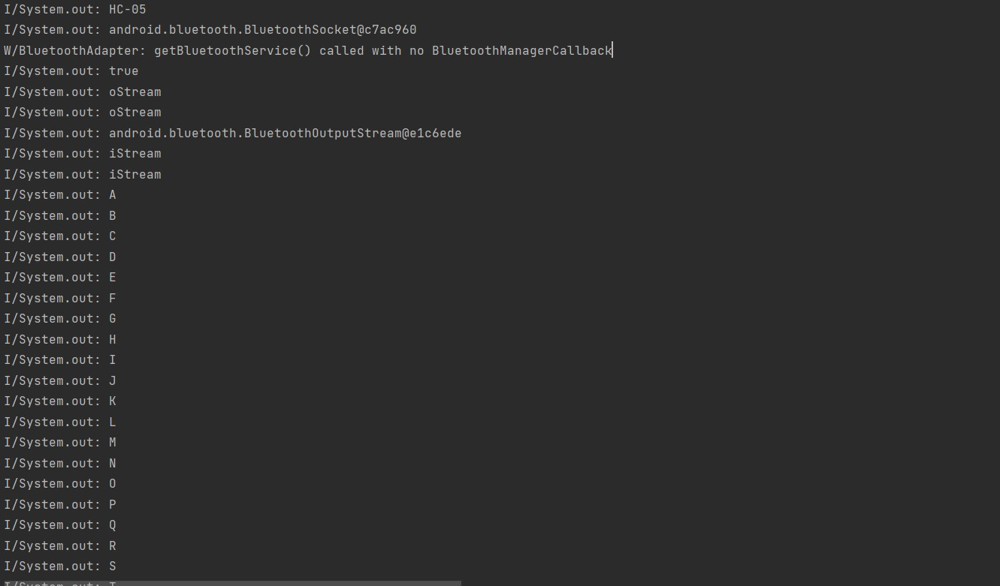 I/System.out: HC-05
I/System.out: android.bluetooth.BluetoothSocket@c7ac960
W/BluetoothAdapter: getBluetoothService() called with no BluetoothManagerCallback
I/System.out: true
I/System.out: oStream
I/System.out: oStream
I/System.out: android.bluetooth.BluetoothOutputStream@e1c6ede
I/System.out: iStream
I/System.out: iStream
I/System.out: A
I/System.out: B
I/System.out: C
I/System.out: D
I/System.out: E
I/System.out: F
I/System.out: G
I/System.out: H
I/System.out: I
I/System.out: J
I/System.out: K
I/System.out: L
I/System.out: M
I/System.out: N
I/System.out: O
I/System.out: P
I/System.out: Q
I/System.out: R
I/System.out: S